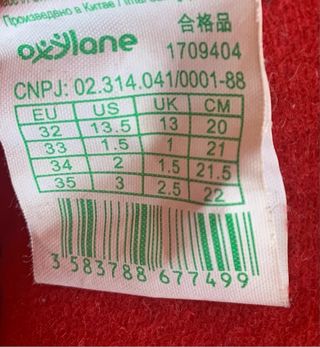 Произведено в Китае /
合格品
oxylane
1709404
CNPJ: 02.314.041/0001-88
EU US UK CM
32 13.5 13 20
33 1.5 1 21
34 2 1.5 21.5
35 3 2.5 22
3 583788 677499